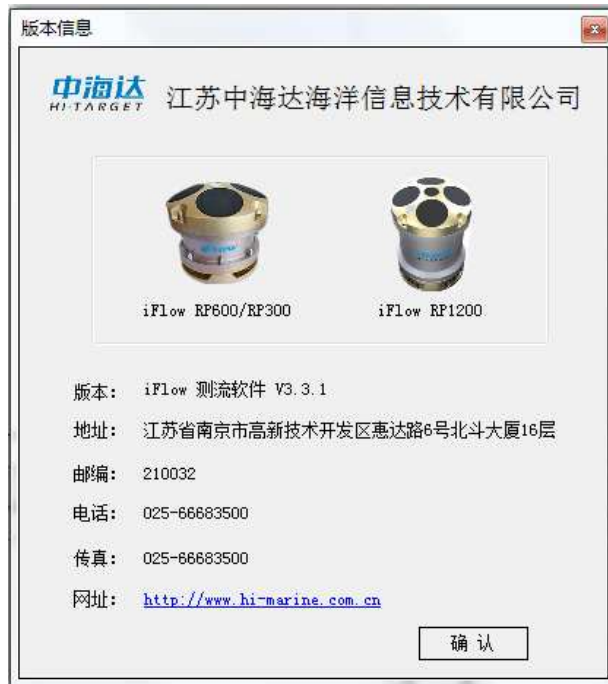 版本信息
中海达 HI-TARGET 江苏中海达海洋信息技术有限公司
iFlow RP600/RP300 iFlow RP1200
版本: iFlow 测流软件 V3.3.1
地址: 江苏省南京市高新技术开发区惠达路6号北斗大厦16层
邮编: 210032
电话: 025-66683500
传真: 025-66683500
网址: http://www.hi-marine.com.cn
确认